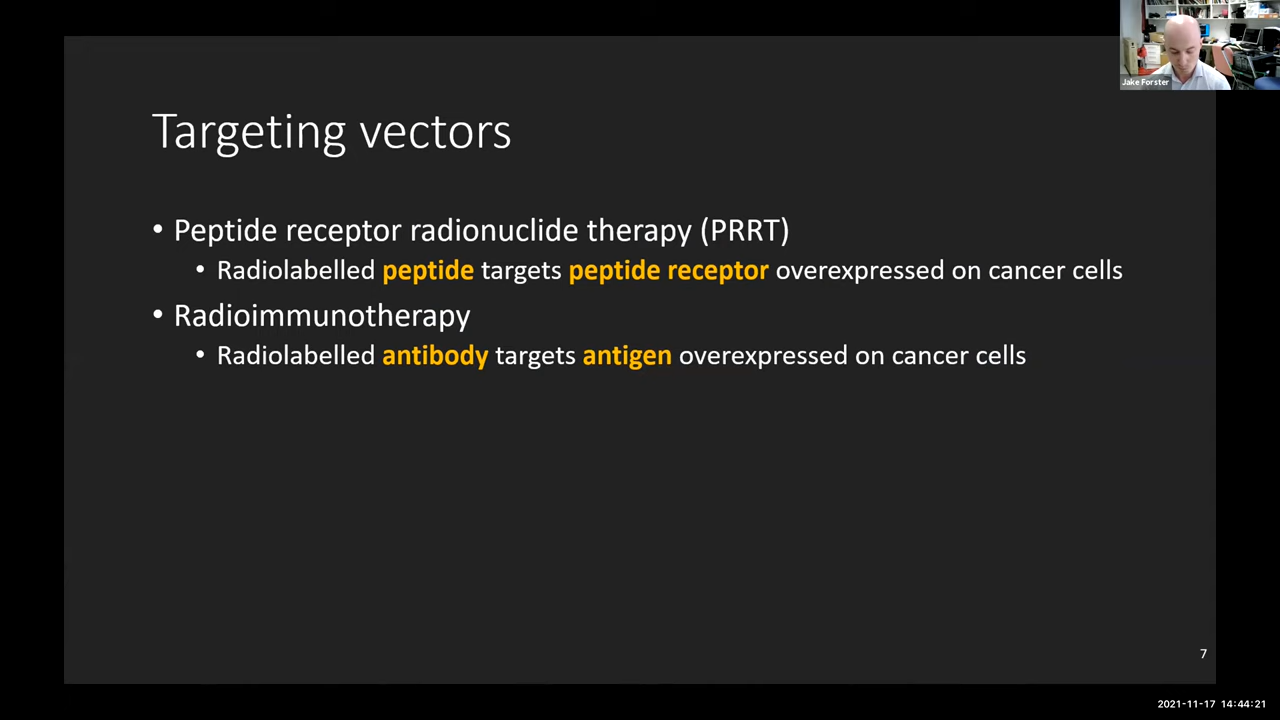 Jake Forster
Targeting vectors
• Peptide receptor radionuclide therapy (PRRT)
• Radiolabelled peptide targets peptide receptor overexpressed on cancer cells
• Radioimmunotherapy
• Radiolabelled antibody targets antigen overexpressed on cancer cells
7
2021-11-17 14:44:21